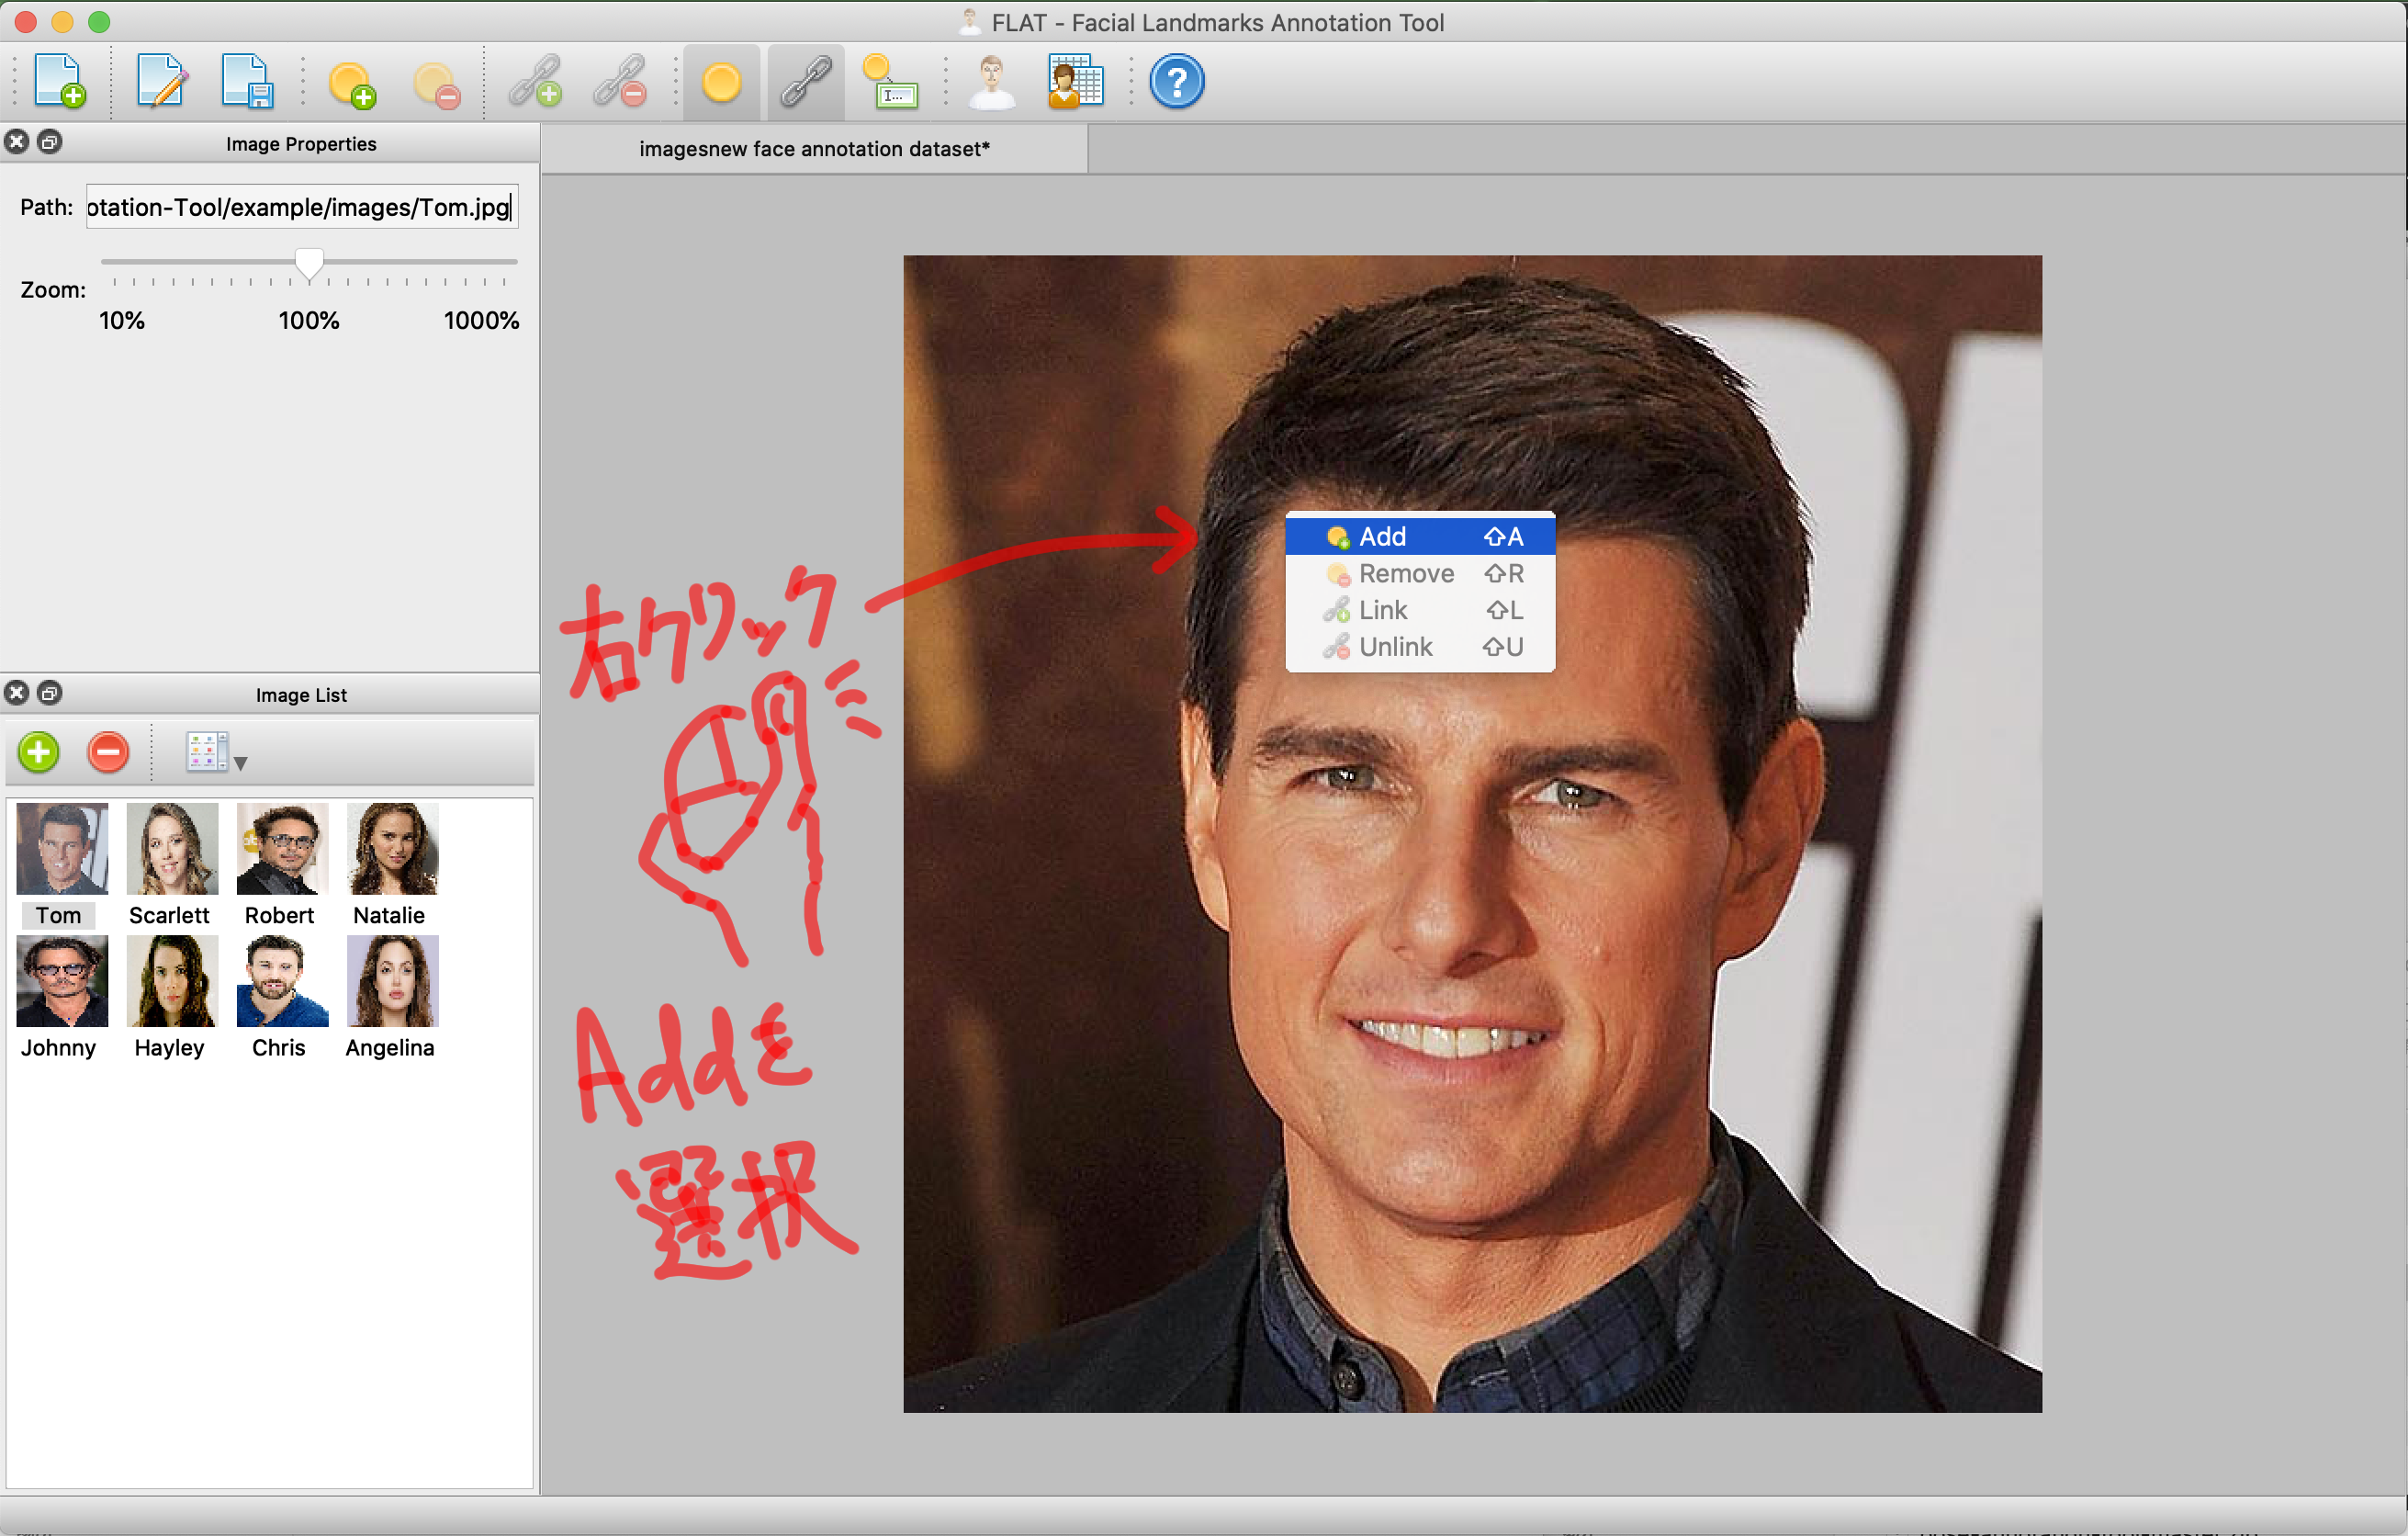 FLAT - Facial Landmarks Annotation Tool
I...
?
Image Properties
imagesnew face annotation dataset*
Path: otation-Tool/example/images/Tom.jpg
Zoom:
10% 100% 1000%
Add ⇧A
Remove ⇧R
Link ⇧L
Unlink ⇧U
右クリック
Image List
Tom Scarlett Robert Natalie
Johnny Hayley Chris Angelina
Addを
選択